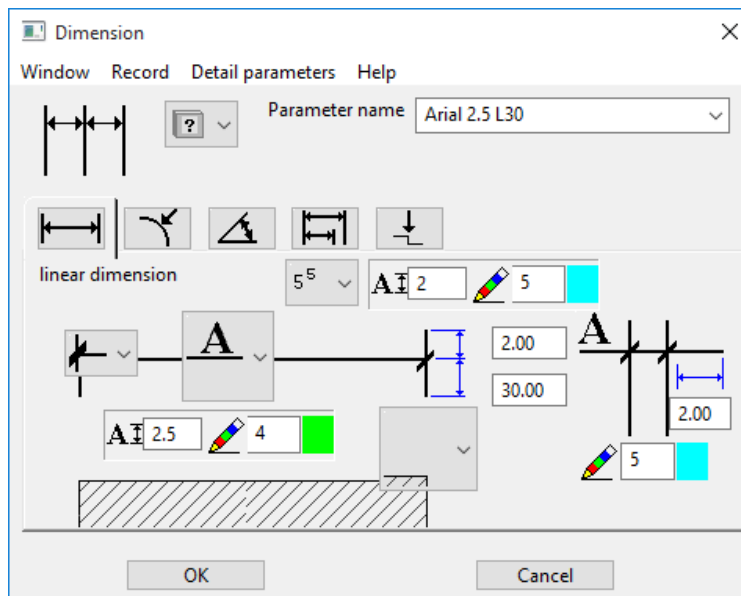 Dimension
Window Record Detail parameters Help
? Parameter name Arial 2.5 L30
linear dimension 5⁵ A 2 5
A 2.00 A
30.00
2.00
A 2.5 4 5
OK Cancel